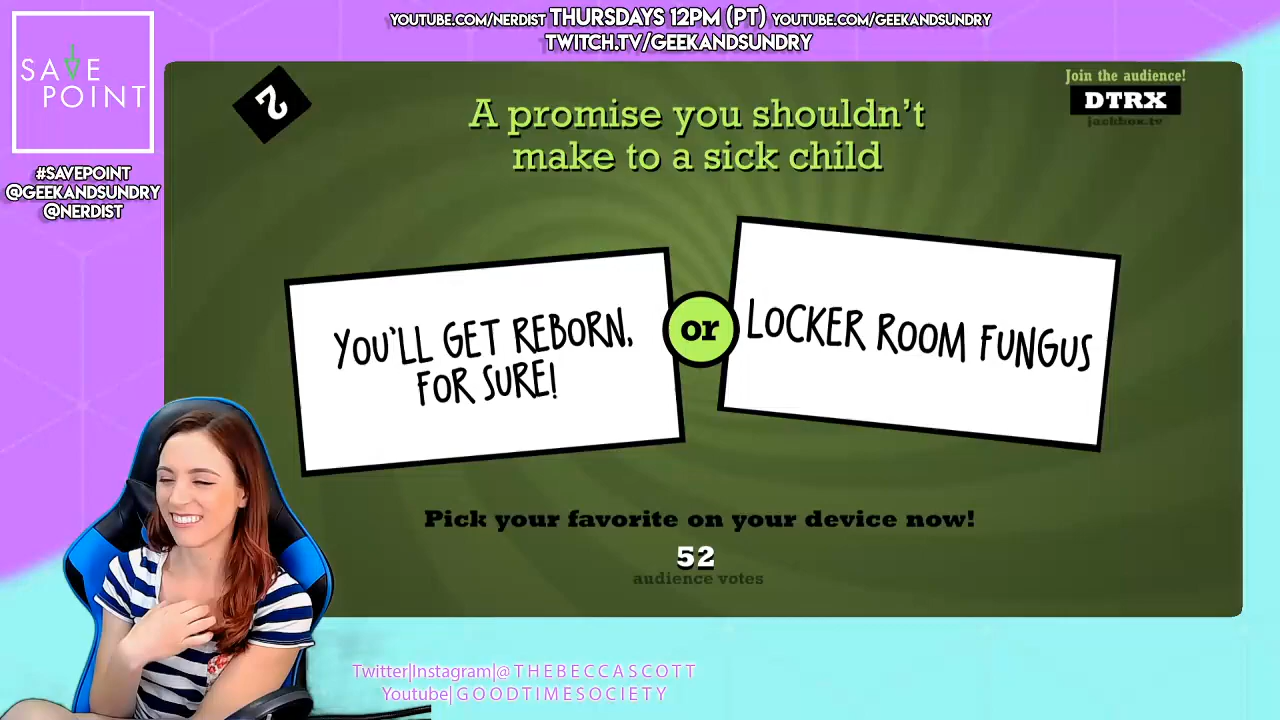 YOUTUBE.COM/NERDIST THURSDAYS 12PM (PT) YOUTUBE.COM/GEEKANDSUNDRY
TWITCH.TV/GEEKANDSUNDRY
SAVE
POINT
#SAVEPOINT
@GEEKANDSUNDRY
@NERDIST
2
Join the audience!
DTRX
jackbox.tv
A promise you shouldn't
make to a sick child
YOU'LL GET REBORN,
FOR SURE!
or
LOCKER ROOM FUNGUS
Pick your favorite on your device now!
52
audience votes
Twitter|Instagram|@THEBECCASCOTT
Youtube|GOODTIMESOCIETY